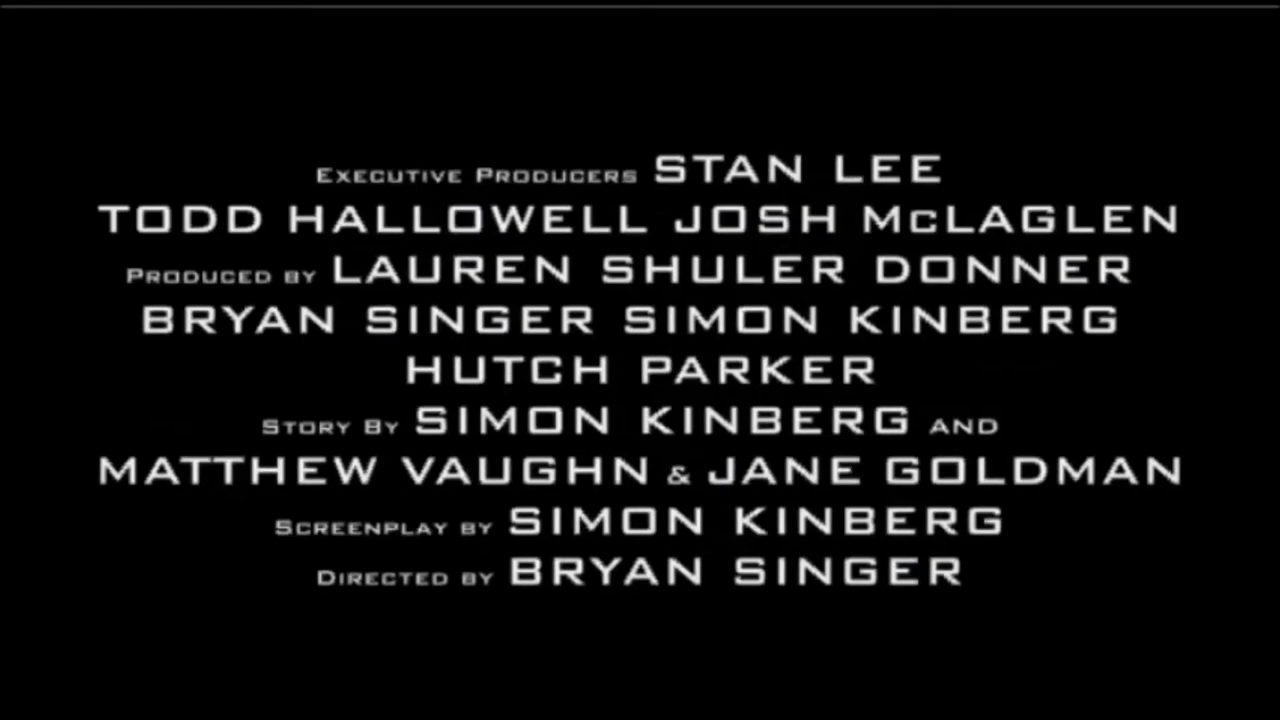 Executive Producers STAN LEE
TODD HALLOWELL JOSH McLAGLEN
Produced by LAUREN SHULER DONNER
BRYAN SINGER SIMON KINBERG
HUTCH PARKER
Story By SIMON KINBERG AND
MATTHEW VAUGHN & JANE GOLDMAN
Screenplay by SIMON KINBERG
Directed by BRYAN SINGER